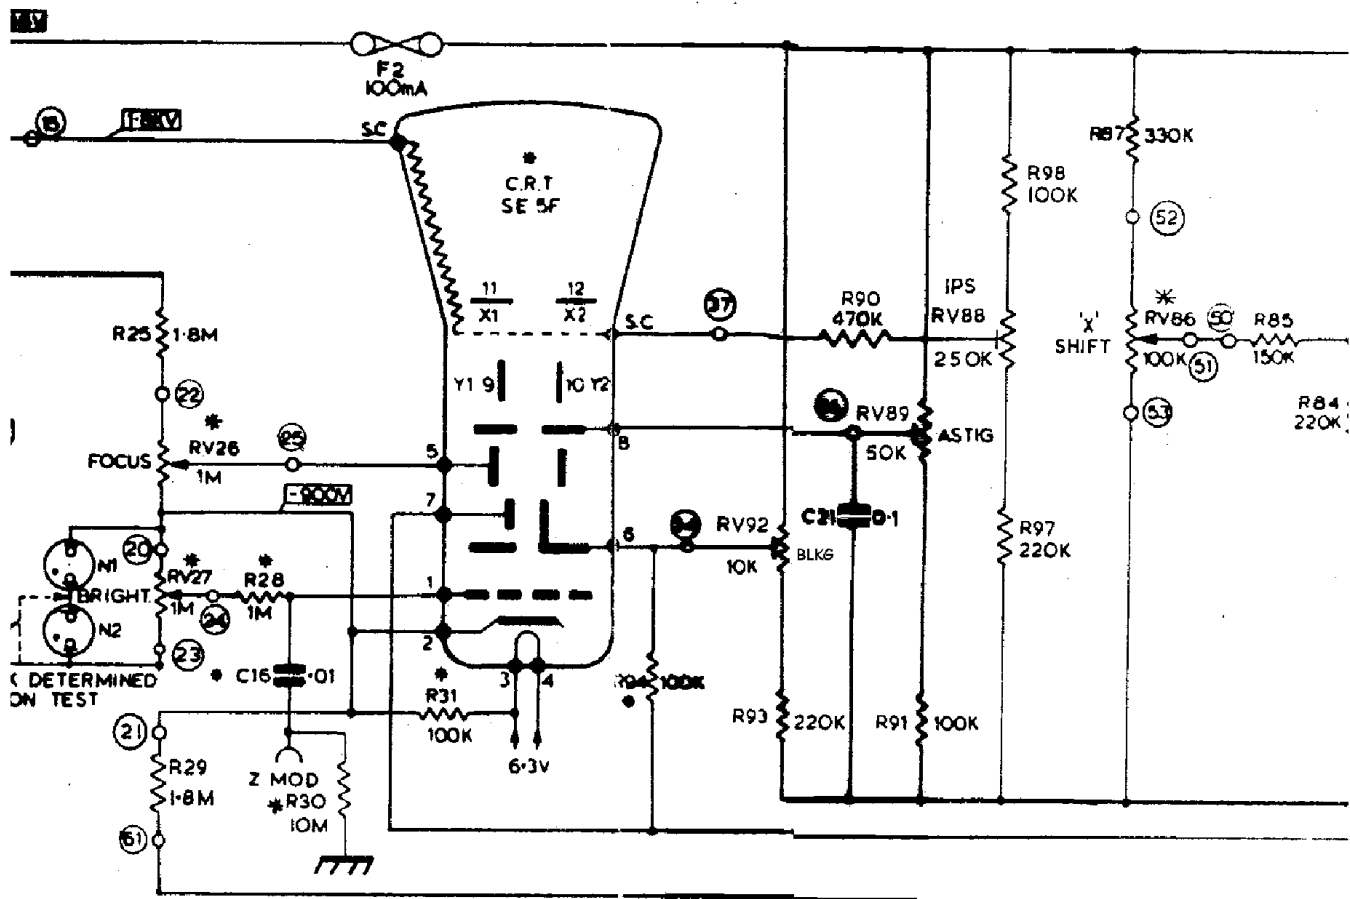 F2
100mA
S.C
*
C.R.T
SE 5F
R87 330K
R98
100K
52
11
X1
12
X2
S.C
37
R90
470K
IPS
RV88
250K
'X'
SHIFT
*
RV86
100K
50
51
R85
150K
R25 1.8M
22
*
RV26
1M
FOCUS
25
Y1 9
10 Y2
5
8
RV89
50K
ASTIG
53
R84
220K
-900V
7
6
RV92
10K
BLKG
C21 0.1
R97
220K
20
N1
*
RV27
1M
BRIGHT.
24
*
R28
1M
1
N2
23
2
DETERMINED
ON TEST
* C16 .01
3 4
*
R31
100K
R94 100K
*
R93 220K
R91 100K
21
R29
1.8M
Z MOD
*R30
10M
6.3V
61